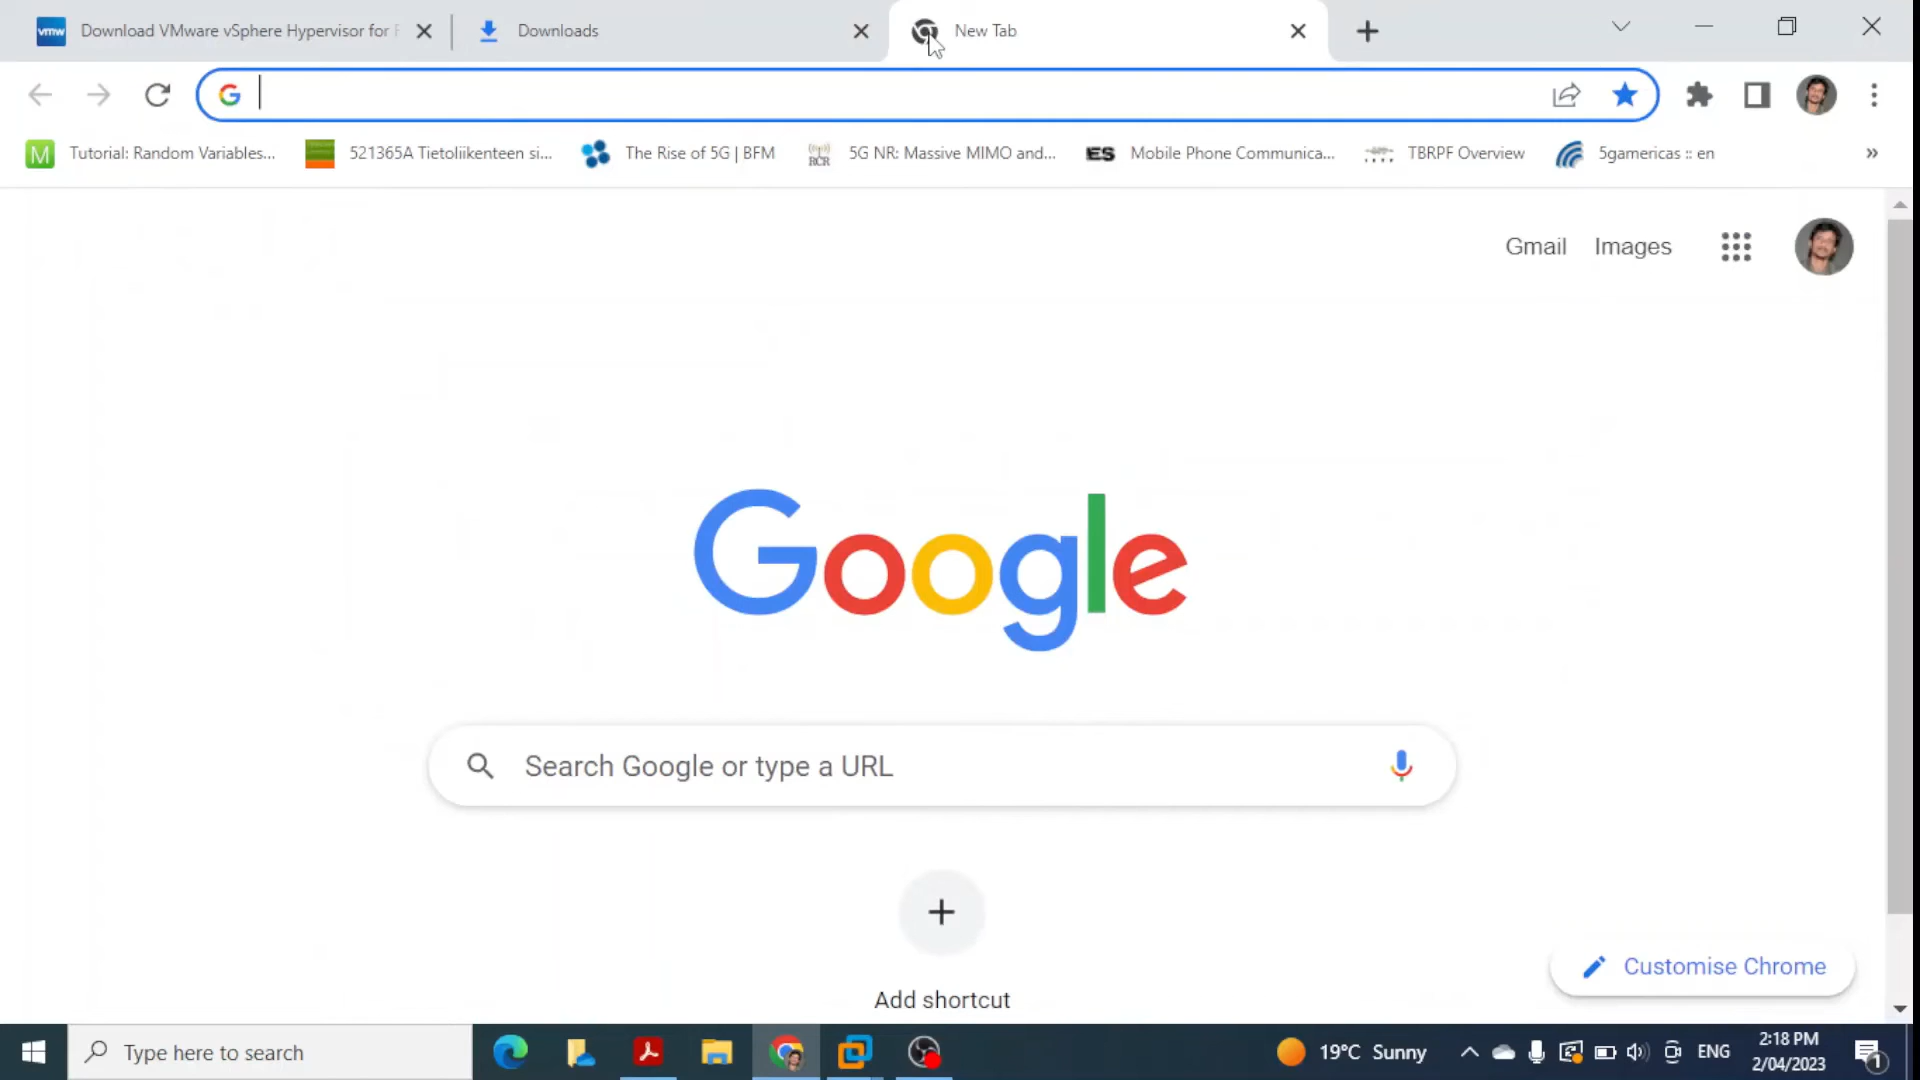 vmw Download VMware vSphere Hypervisor for F
Downloads
New Tab
M Tutorial: Random Variables...
521365A Tietoliikenteen si...
The Rise of 5G | BFM
RCR 5G NR: Massive MIMO and...
ES Mobile Phone Communica...
TBRPF Overview
5gamericas :: en
»
Gmail Images
Google
Search Google or type a URL
Add shortcut
Customise Chrome
Type here to search
19°C Sunny
ENG
2:18 PM
2/04/2023
1